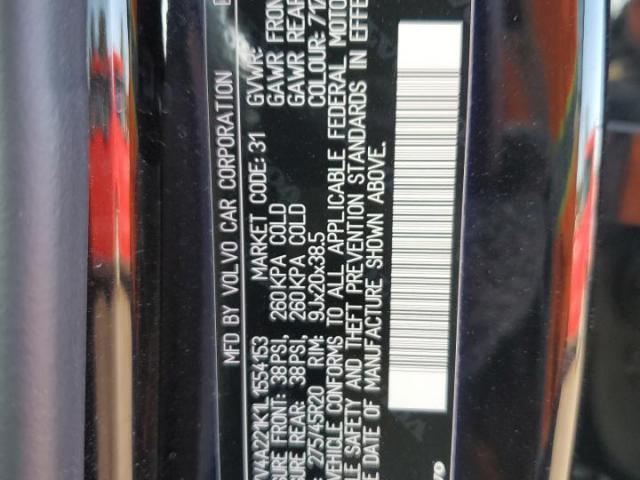 MFD BY VOLVO CAR CORPORATION
V4A221K1L1554153 MARKET CODE: 31 GVWR:
SURE FRONT: 38PSI, 260KPA COLD GAWR FRON
SURE REAR: 38PSI, 260KPA COLD GAWR REAR
: 275/45R20 RIM: 9Jx20x38.5 COLOUR: 717
VEHICLE CONFORMS TO ALL APPLICABLE FEDERAL MOTO
LE SAFETY AND THEFT PREVENTION STANDARDS IN EFFE
E DATE OF MANUFACTURE SHOWN ABOVE.